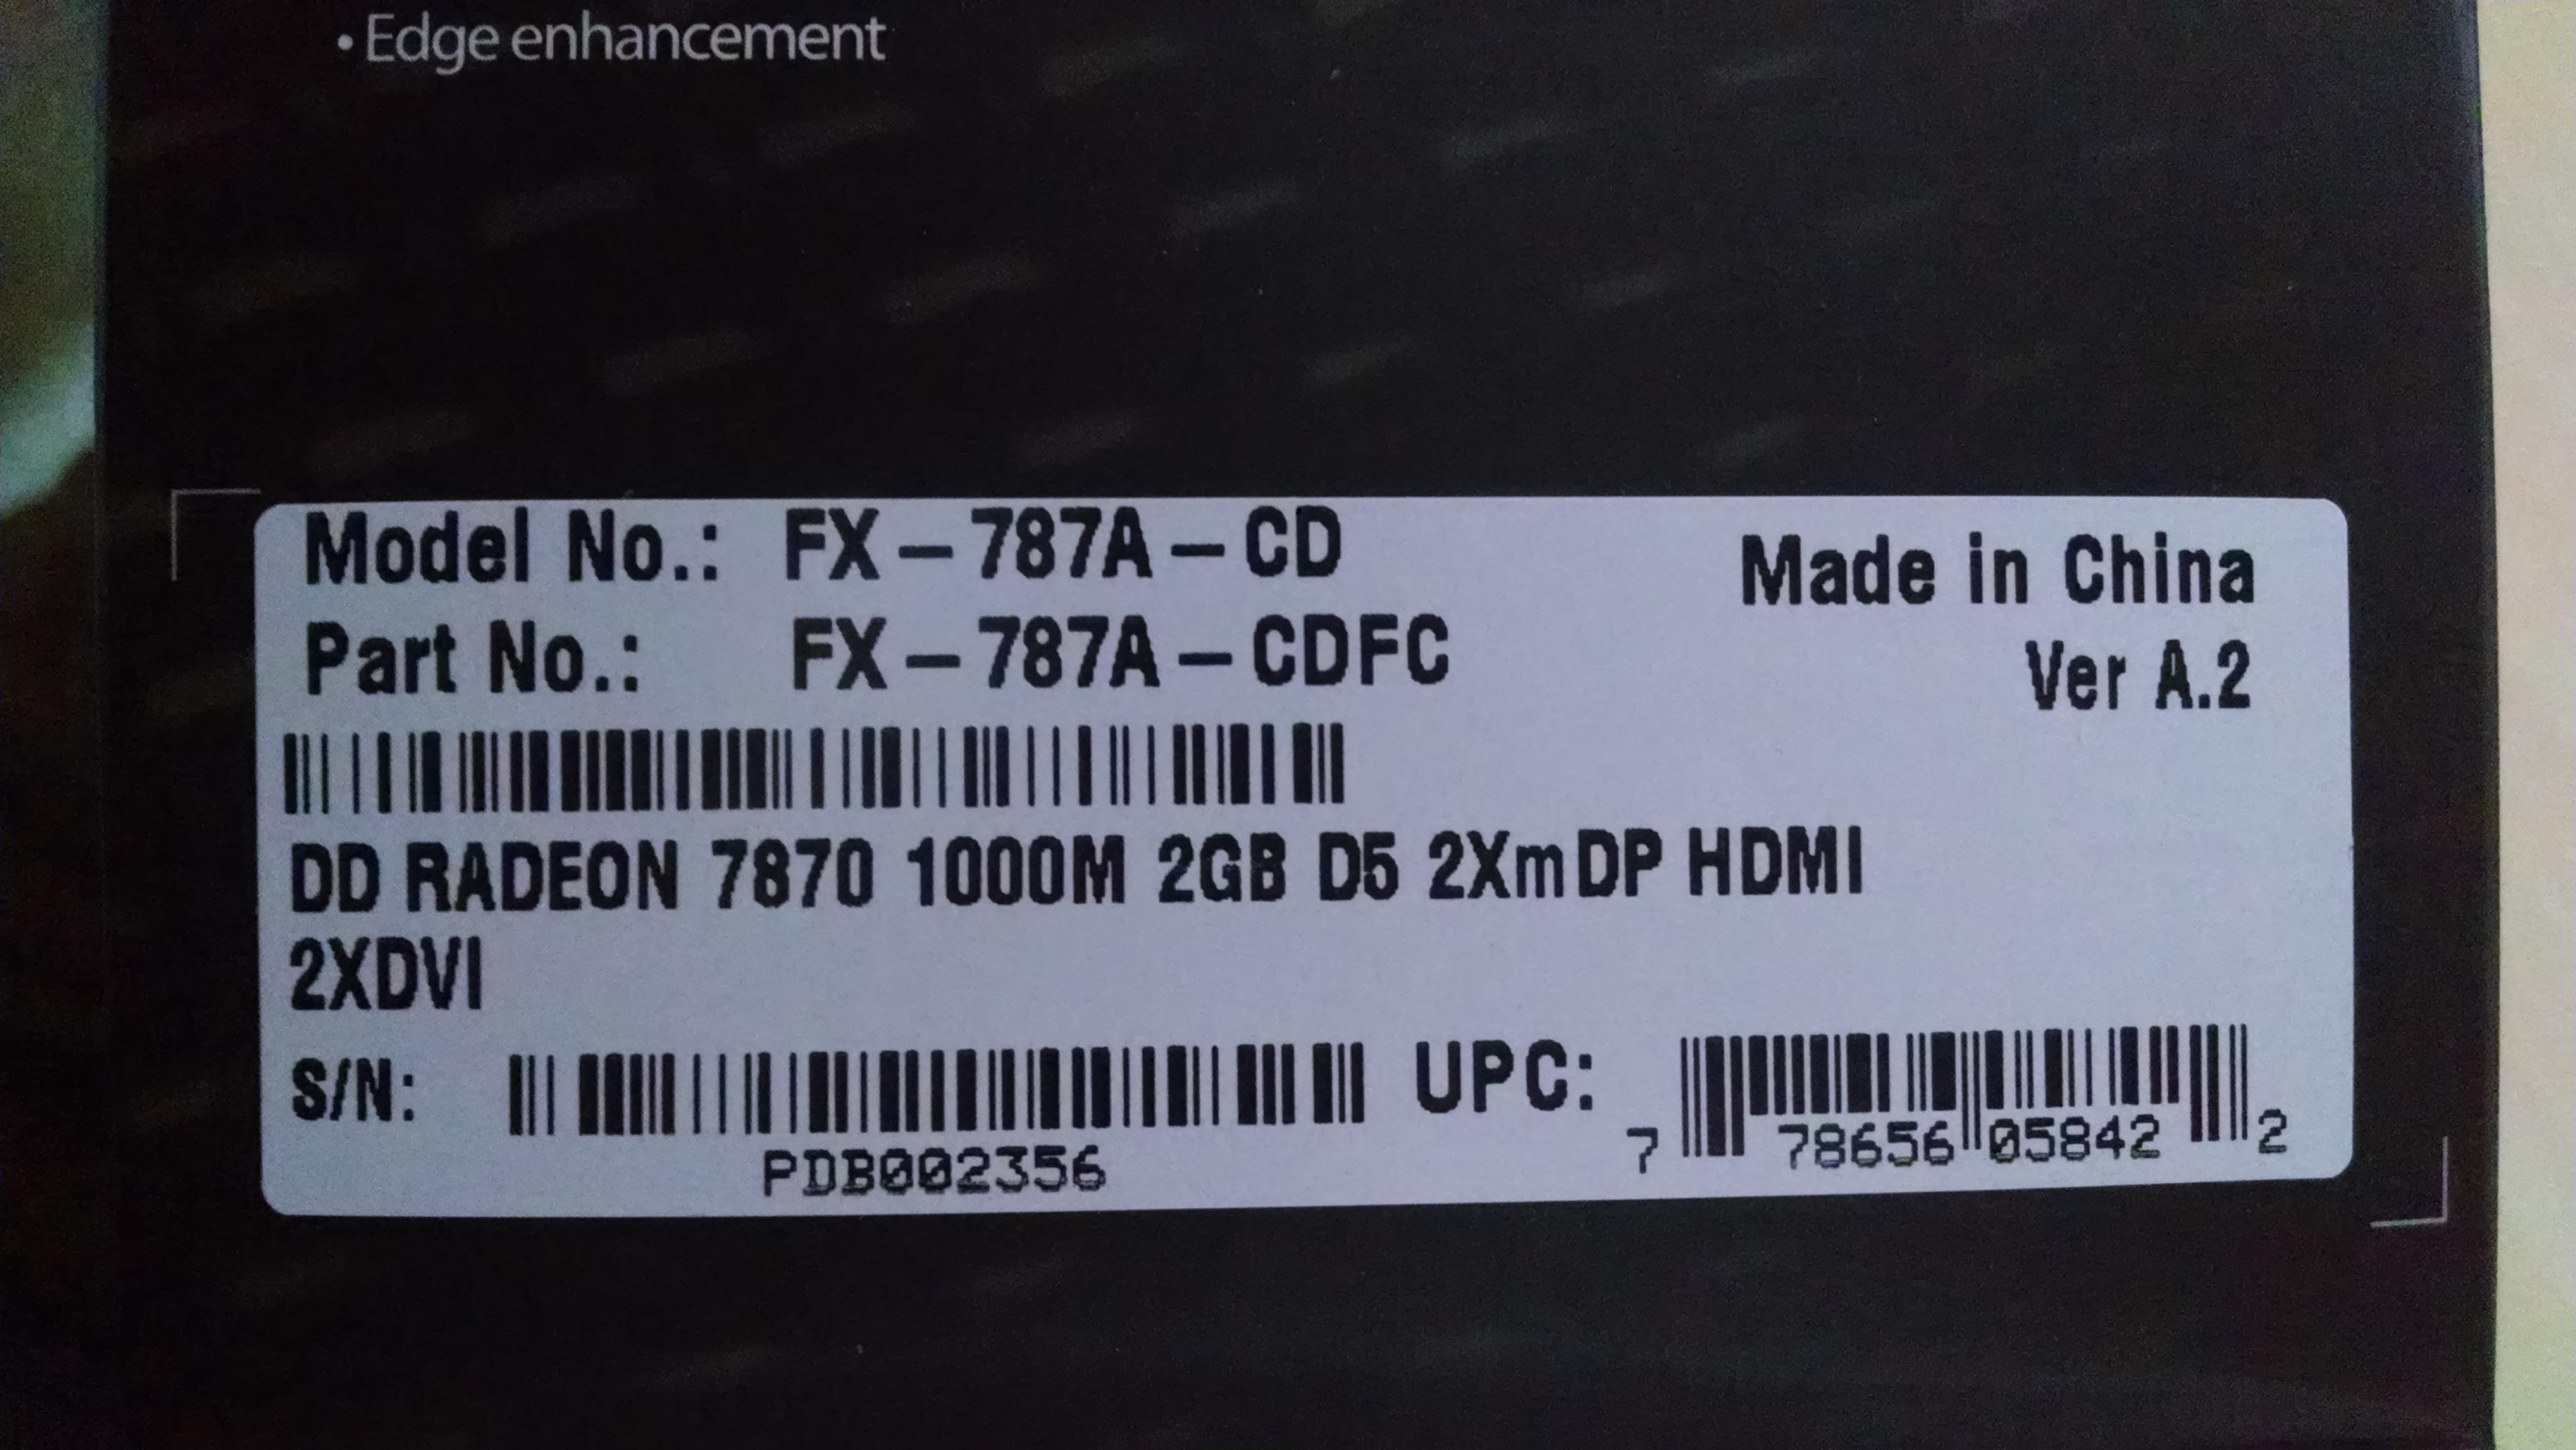 • Edge enhancement
Model No.: FX-787A-CD
Made in China
Part No.: FX-787A-CDFC
Ver A.2
DD RADEON 7870 1000M 2GB D5 2XmDP HDMI
2XDVI
S/N:
PDB002356
UPC:
7 78656 05842 2